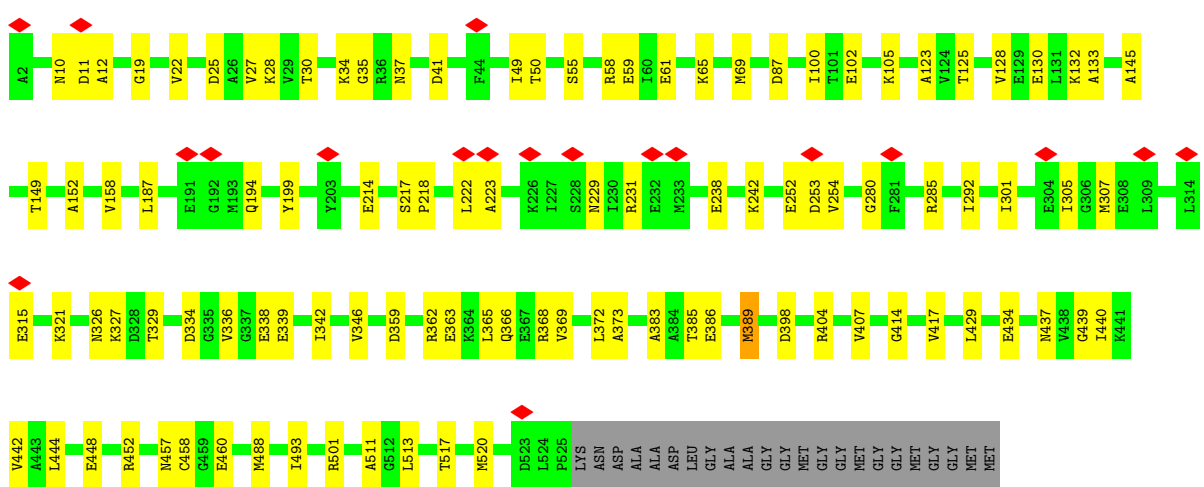 A2 N10 D11 A12 G19 V22 D25 A26 V27 K28 V29 T30 K34 G35 R36 N37 D41 F44 I49 T50 S55 R58 E59 I60 E61 K65 M69 D87 I100 T101 E102 K105 A123 V124 T125 V128 E129 E130 L131 K132 A133 A145
T149 A152 V158 L187 E191 G192 M193 Q194 Y199 Y203 E214 S217 P218 L222 A223 K226 I227 S228 N229 I230 R231 E232 M233 E238 K242 E252 D253 V254 G280 F281 R285 I292 I301 E304 I305 G306 M307 E308 L309 L314
E315 K321 N326 K327 D328 T329 D334 G335 V336 G337 E338 E339 I342 V346 D359 R362 E363 K364 L365 Q366 E367 R368 V369 L372 A373 A383 A384 T385 E386 M389 D398 R404 V407 G414 V417 L429 E434 N437 V438 G439 I440 K441
V442 A443 L444 E448 R452 N457 C458 G459 E460 M488 I493 R501 A511 G512 L513 T517 M520 D523 L524 P525 LYS ASN ASP ALA ALA ASP LEU GLY ALA ALA GLY GLY MET GLY GLY MET GLY GLY MET MET